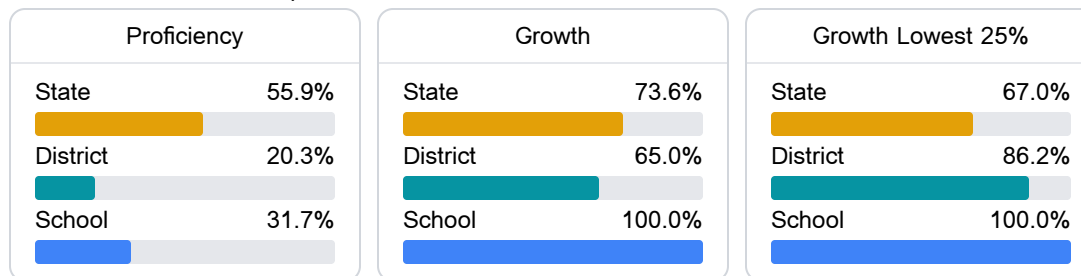 Proficiency
State 55.9%
District 20.3%
School 31.7%
Growth
State 73.6%
District 65.0%
School 100.0%
Growth Lowest 25%
State 67.0%
District 86.2%
School 100.0%